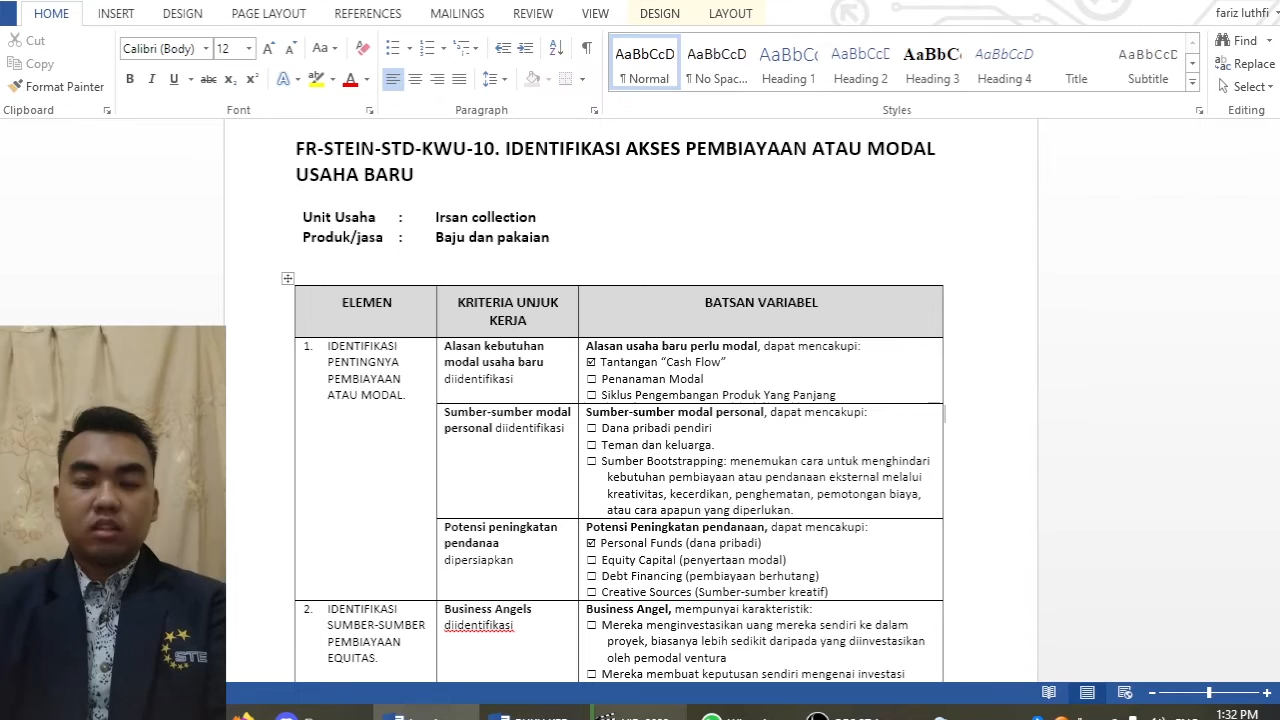 HOME INSERT DESIGN PAGE LAYOUT REFERENCES MAILINGS REVIEW VIEW DESIGN LAYOUT fariz luthfi
Cut
Copy
Format Painter
Clipboard
Calibri (Body) 12
Font
Paragraph
AaBbCcD AaBbCcD AaBbC AaBbCcD AaBbC AaBbCcD AaBbCcD
¶ Normal ¶ No Spac... Heading 1 Heading 2 Heading 3 Heading 4 Title Subtitle
Styles
Find
Replace
Select
Editing
FR-STEIN-STD-KWU-10. IDENTIFIKASI AKSES PEMBIAYAAN ATAU MODAL
USAHA BARU
Unit Usaha : Irsan collection
Produk/jasa : Baju dan pakaian
ELEMEN
KRITERIA UNJUK
KERJA
BATSAN VARIABEL
1. IDENTIFIKASI
PENTINGNYA
PEMBIAYAAN
ATAU MODAL.
Alasan kebutuhan
modal usaha baru
diidentifikasi
Alasan usaha baru perlu modal, dapat mencakupi:
☑ Tantangan “Cash Flow”
☐ Penanaman Modal
☐ Siklus Pengembangan Produk Yang Panjang
Sumber-sumber modal
personal diidentifikasi
Sumber-sumber modal personal, dapat mencakupi:
☐ Dana pribadi pendiri
☐ Teman dan keluarga.
☐ Sumber Bootstrapping: menemukan cara untuk menghindari
kebutuhan pembiayaan atau pendanaan eksternal melalui
kreativitas, kecerdikan, penghematan, pemotongan biaya,
atau cara apapun yang diperlukan.
Potensi peningkatan
pendanaa
dipersiapkan
Potensi Peningkatan pendanaan, dapat mencakupi:
☑ Personal Funds (dana pribadi)
☐ Equity Capital (penyertaan modal)
☐ Debt Financing (pembiayaan berhutang)
☐ Creative Sources (Sumber-sumber kreatif)
2. IDENTIFIKASI
SUMBER-SUMBER
PEMBIAYAAN
EQUITAS.
Business Angels
diidentifikasi
Business Angel, mempunyai karakteristik:
☐ Mereka menginvestasikan uang mereka sendiri ke dalam
proyek, biasanya lebih sedikit daripada yang diinvestasikan
oleh pemodal ventura
☐ Mereka membuat keputusan sendiri mengenai investasi
STE
1:32 PM